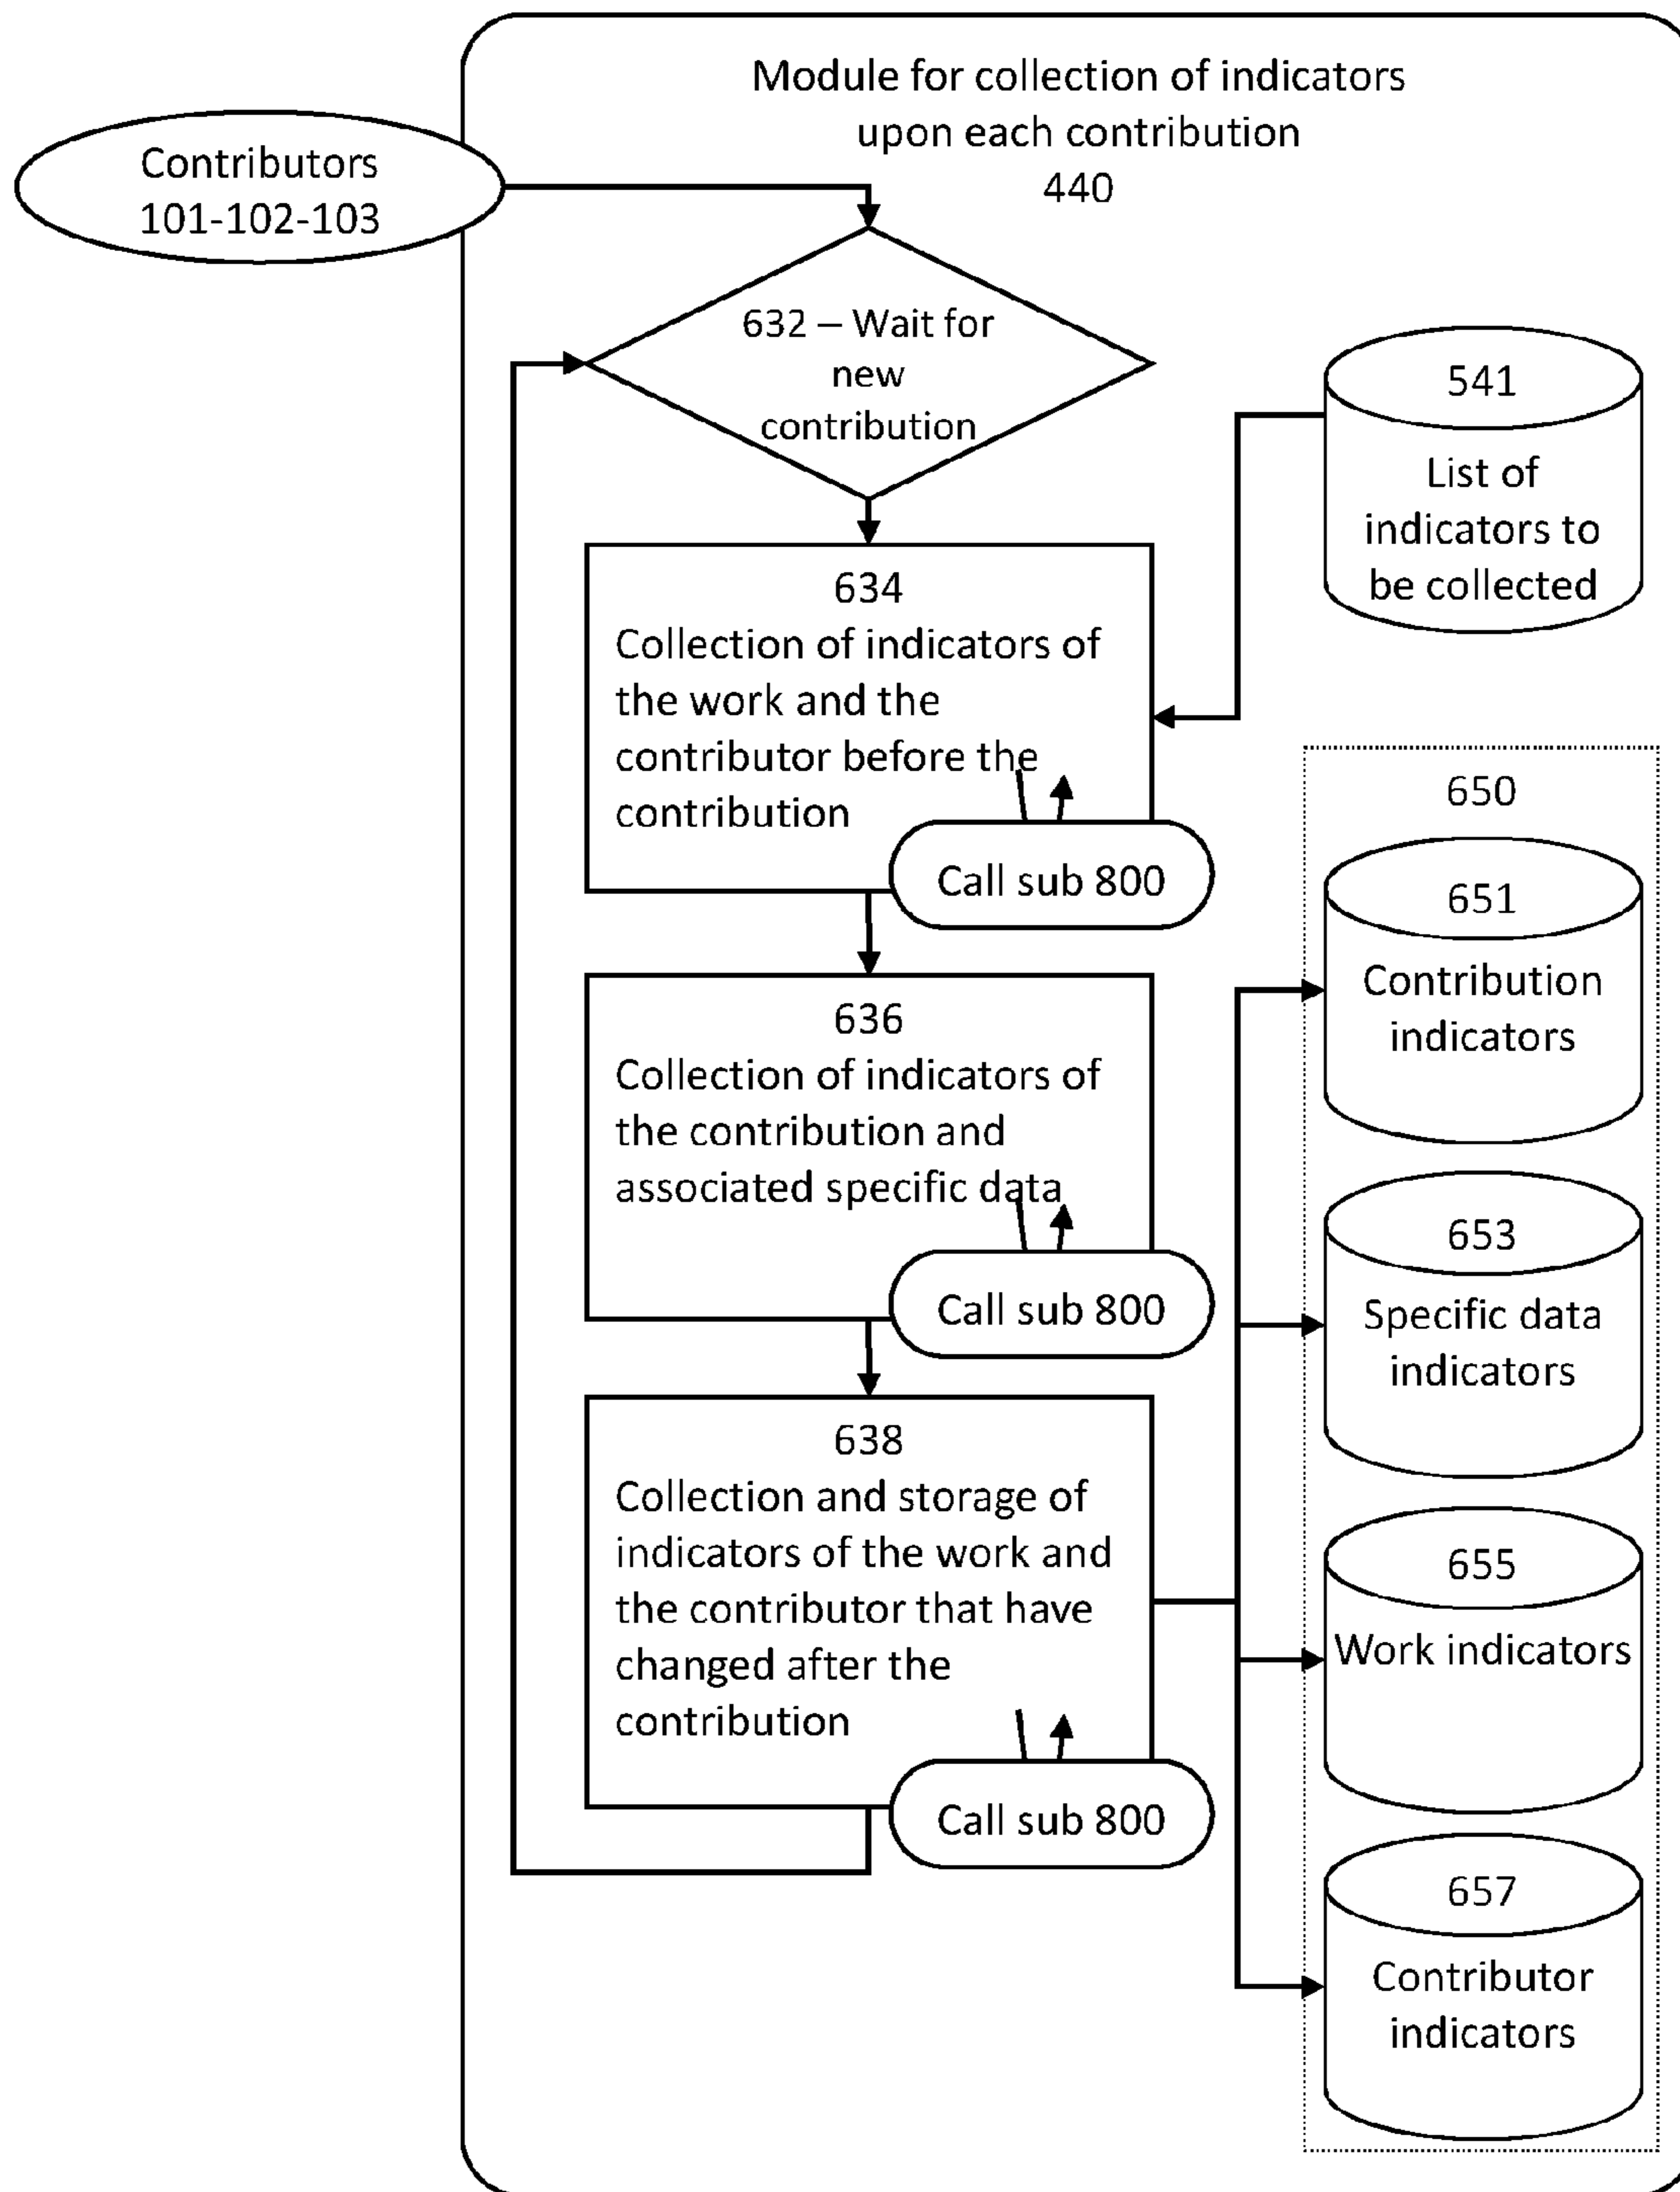 Module for collection of indicators
upon each contribution
440
Contributors
101-102-103
632 – Wait for
new
contribution
541
List of
indicators to
be collected
634
Collection of indicators of
the work and the
contributor before the
contribution
Call sub 800
650
651
Contribution
indicators
636
Collection of indicators of
the contribution and
associated specific data
Call sub 800
653
Specific data
indicators
638
Collection and storage of
indicators of the work and
the contributor that have
changed after the
contribution
Call sub 800
655
Work indicators
657
Contributor
indicators